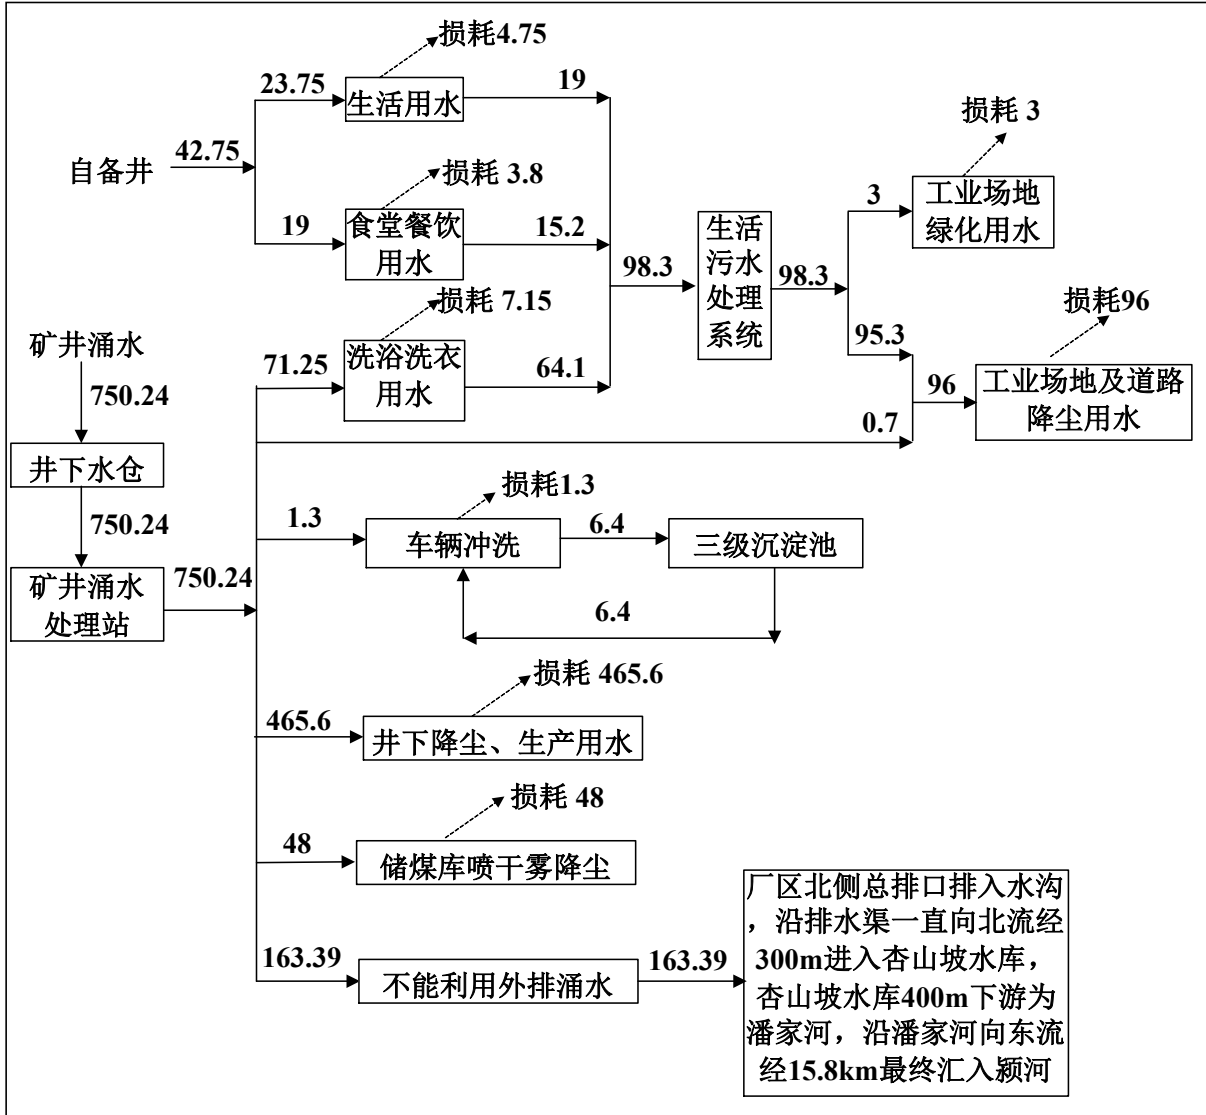 损耗4.75
23.75
生活用水
19
自备井
42.75
损耗 3.8
19
食堂餐饮
用水
15.2
98.3
生活
污水
处理
系统
98.3
损耗 3
3
工业场地
绿化用水
损耗 7.15
71.25
洗浴洗衣
用水
64.1
损耗96
95.3
96
工业场地及道路
降尘用水
0.7
矿井涌水
750.24
井下水仓
750.24
矿井涌水
处理站
750.24
损耗1.3
1.3
车辆冲洗
6.4
三级沉淀池
6.4
损耗 465.6
465.6
井下降尘、生产用水
损耗 48
48
储煤库喷干雾降尘
163.39
不能利用外排涌水
163.39
厂区北侧总排口排入水沟
，沿排水渠一直向北流经
300m进入杏山坡水库，
杏山坡水库400m下游为
潘家河，沿潘家河向东流
经15.8km最终汇入颍河